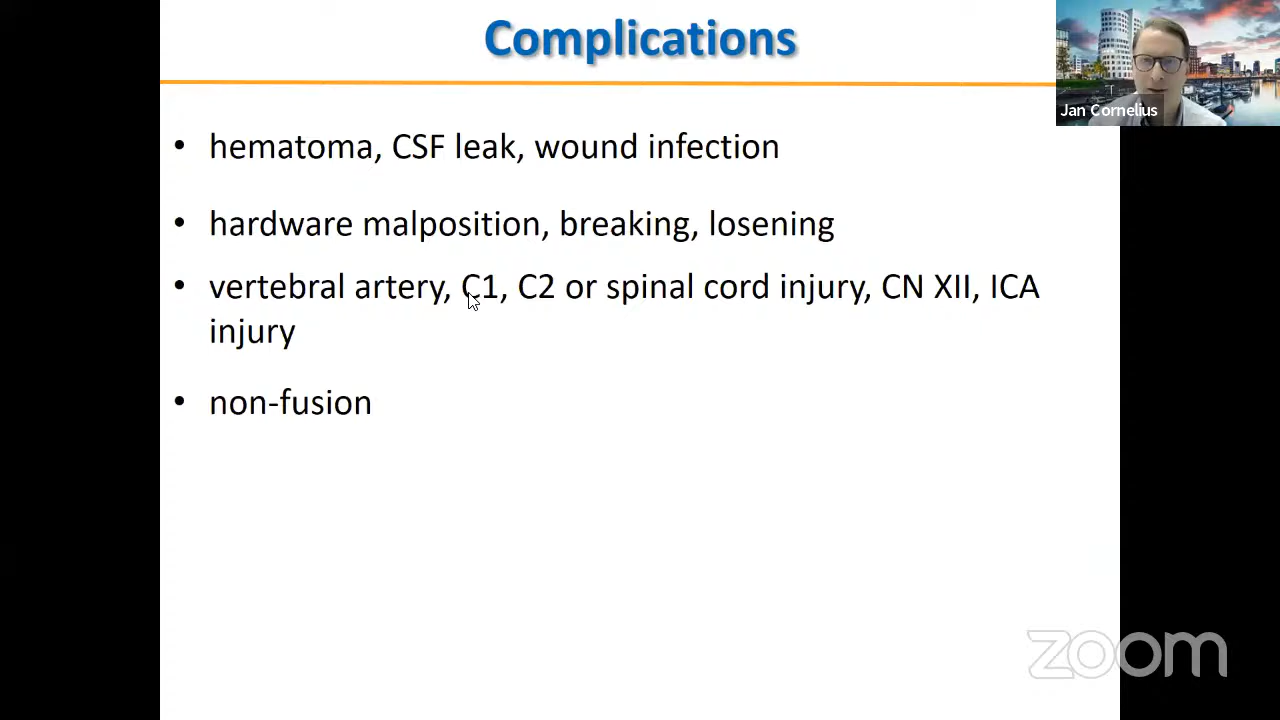 Complications
Jan Cornelius
• hematoma, CSF leak, wound infection
• hardware malposition, breaking, losening
• vertebral artery, C1, C2 or spinal cord injury, CN XII, ICA
injury
• non-fusion
zoom